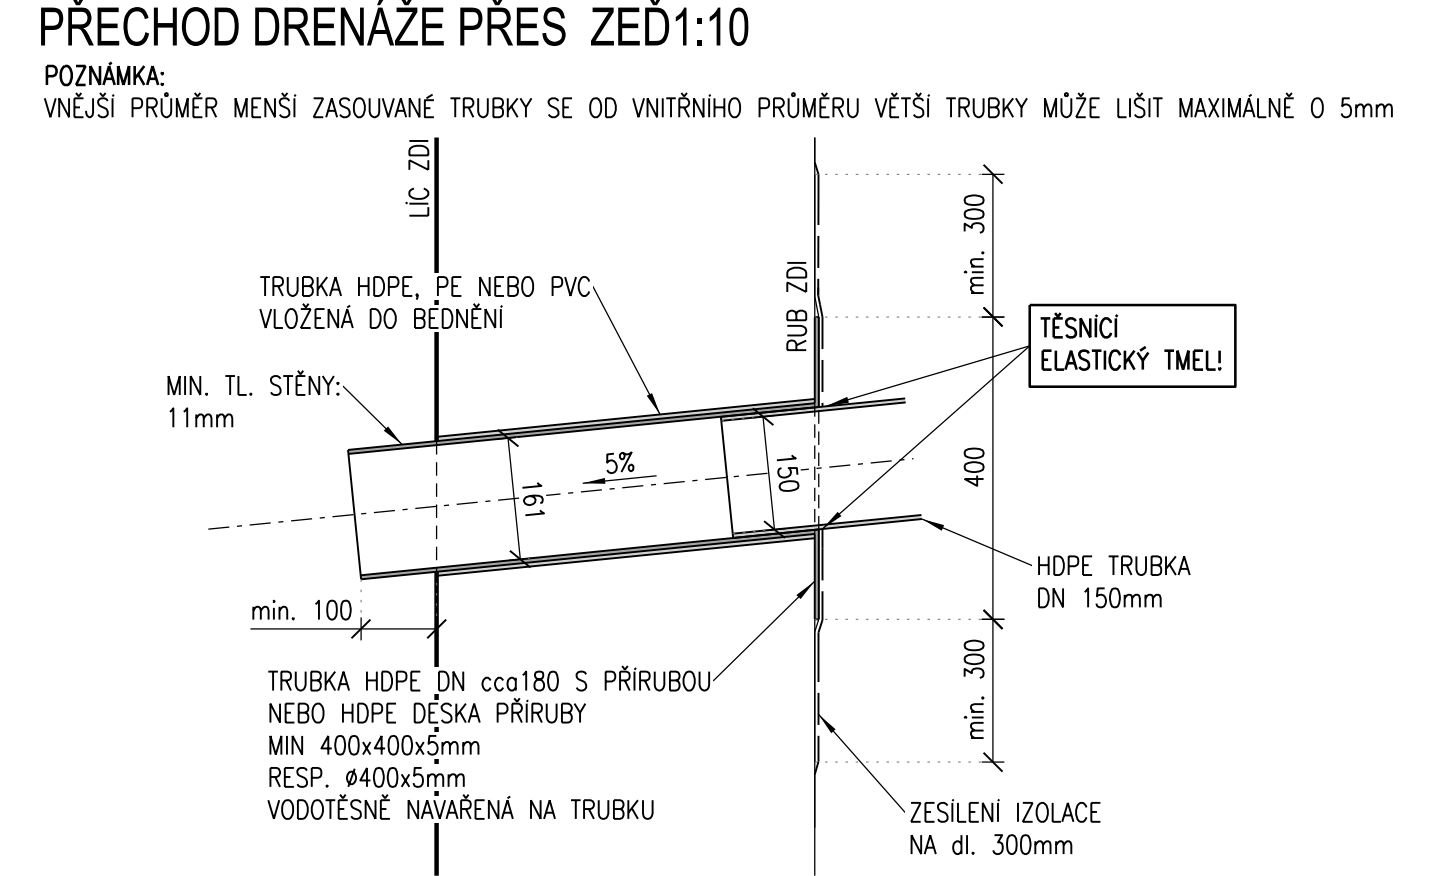 PŘECHOD DRENÁŽE PŘES ZEĎ1:10
POZNÁMKA:
VNĚJŠÍ PRŮMĚR MENŠÍ ZASOUVANÉ TRUBKY SE OD VNITŘNÍHO PRŮMĚRU VĚTŠÍ TRUBKY MŮŽE LIŠIT MAXIMÁLNĚ O 5mm
LÍC ZDI
RUB ZDI
min. 300
TRUBKA HDPE, PE NEBO PVC
VLOŽENÁ DO BEDNĚNÍ
TĚSNÍCÍ
ELASTICKÝ TMEL!
MIN. TL. STĚNY:
11mm
5%
161
150
400
HDPE TRUBKA
DN 150mm
min. 100
min. 300
TRUBKA HDPE DN cca180 S PŘÍRUBOU
NEBO HDPE DESKA PŘÍRUBY
MIN 400x400x5mm
RESP. ø400x5mm
VODOTĚSNĚ NAVAŘENÁ NA TRUBKU
ZESÍLENÍ IZOLACE
NA dl. 300mm